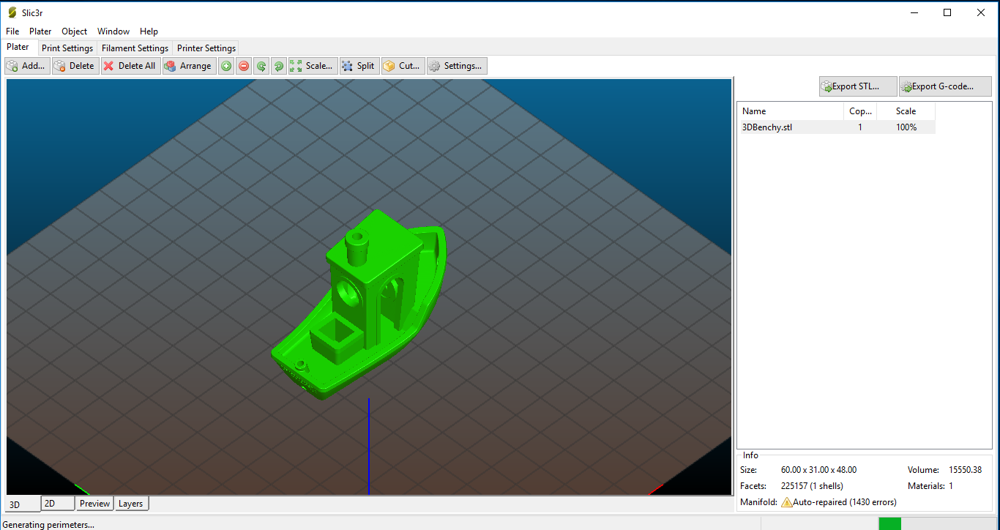 Slic3r
File Plater Object Window Help
Plater Print Settings Filament Settings Printer Settings
Add... Delete Delete All Arrange Scale... Split Cut... Settings...
Export STL... Export G-code...
Name Cop... Scale
3DBenchy.stl 1 100%
Info
Size: 60.00 x 31.00 x 48.00 Volume: 15550.38
Facets: 225157 (1 shells) Materials: 1
Manifold: Auto-repaired (1430 errors)
3D 2D Preview Layers
Generating perimeters...